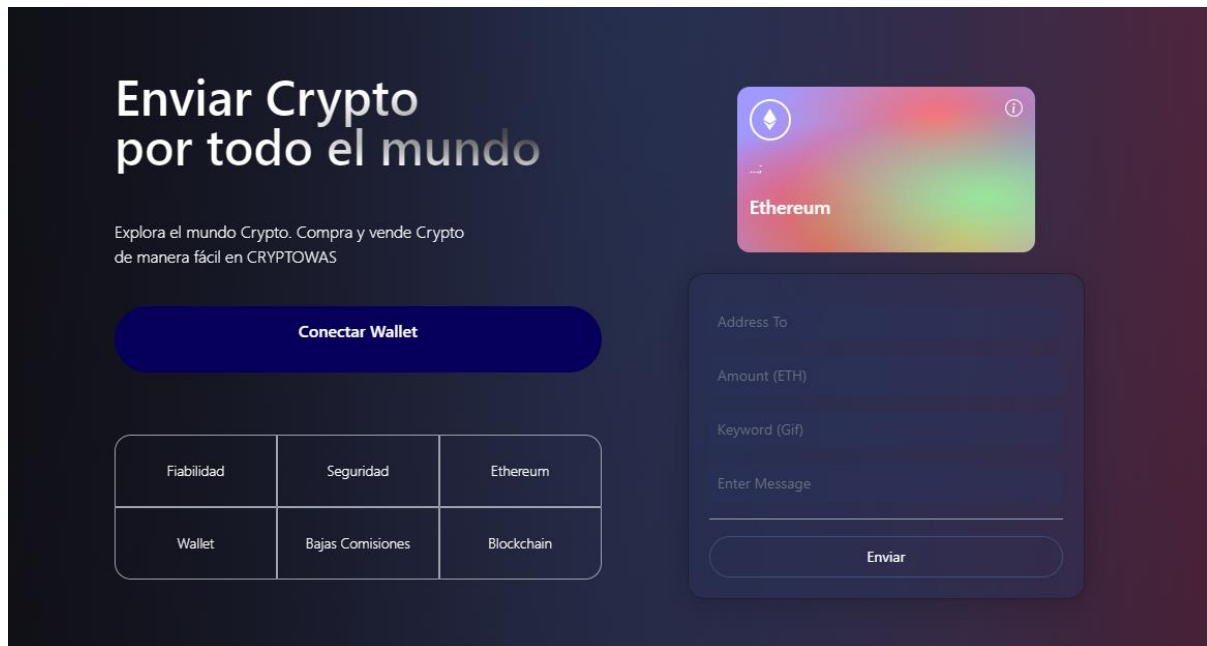 Enviar Crypto
por todo el mundo
Explora el mundo Crypto. Compra y vende Crypto
de manera fácil en CRYPTOWAS
Conectar Wallet
Fiabilidad
Seguridad
Ethereum
Wallet
Bajas Comisiones
Blockchain
...;
Ethereum
Address To
Amount (ETH)
Keyword (Gif)
Enter Message
Enviar